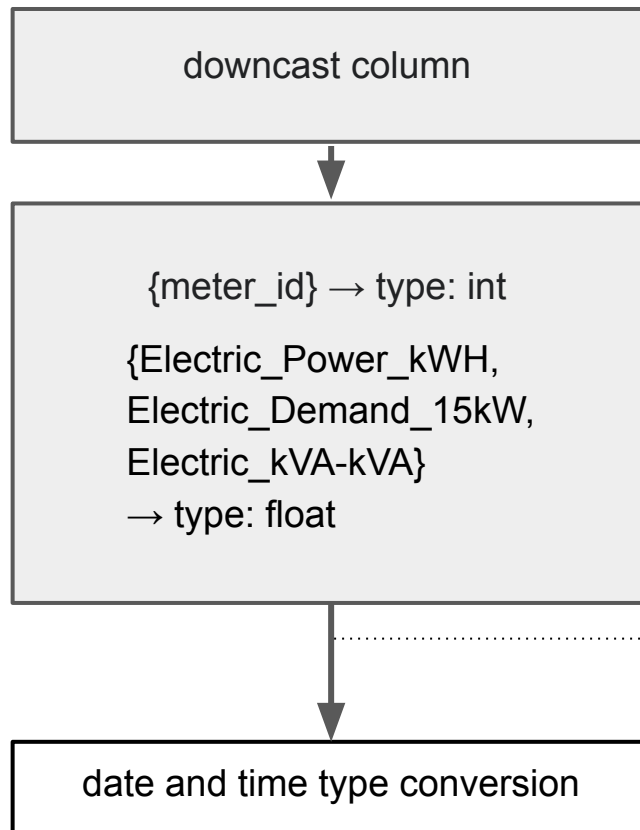 downcast column
{meter_id} → type: int
{Electric_Power_kWH,
Electric_Demand_15kW,
Electric_kVA-kVA}
→ type: float
date and time type conversion